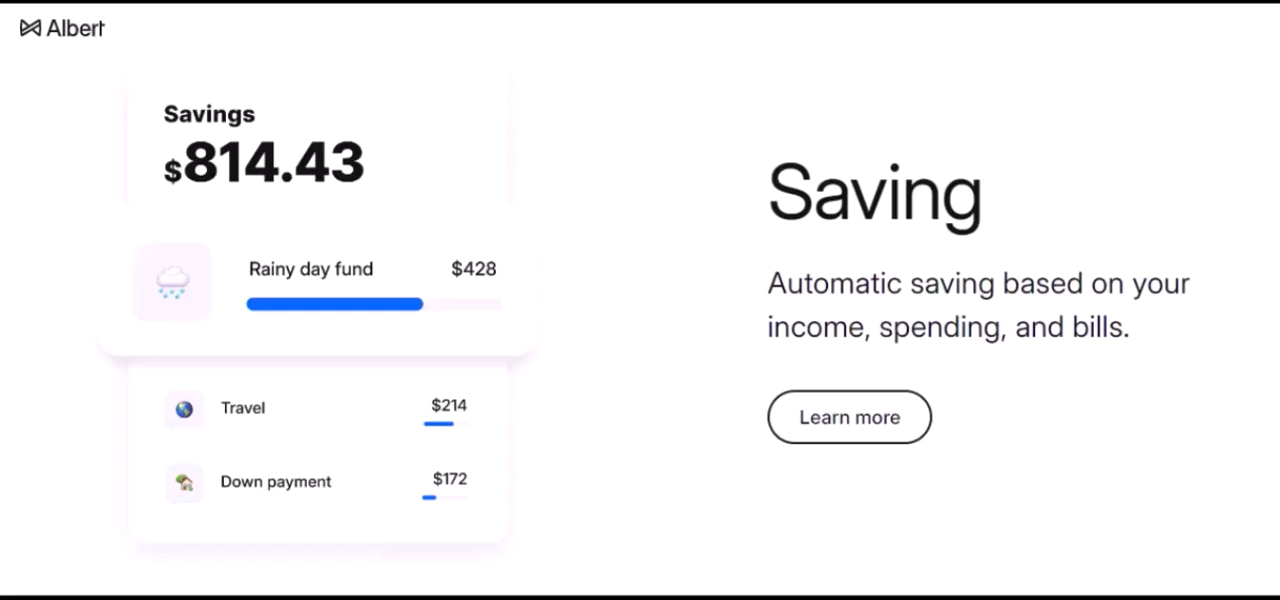 Albert
Savings
$814.43
Rainy day fund $428
Travel $214
Down payment $172
Saving
Automatic saving based on your
income, spending, and bills.
Learn more